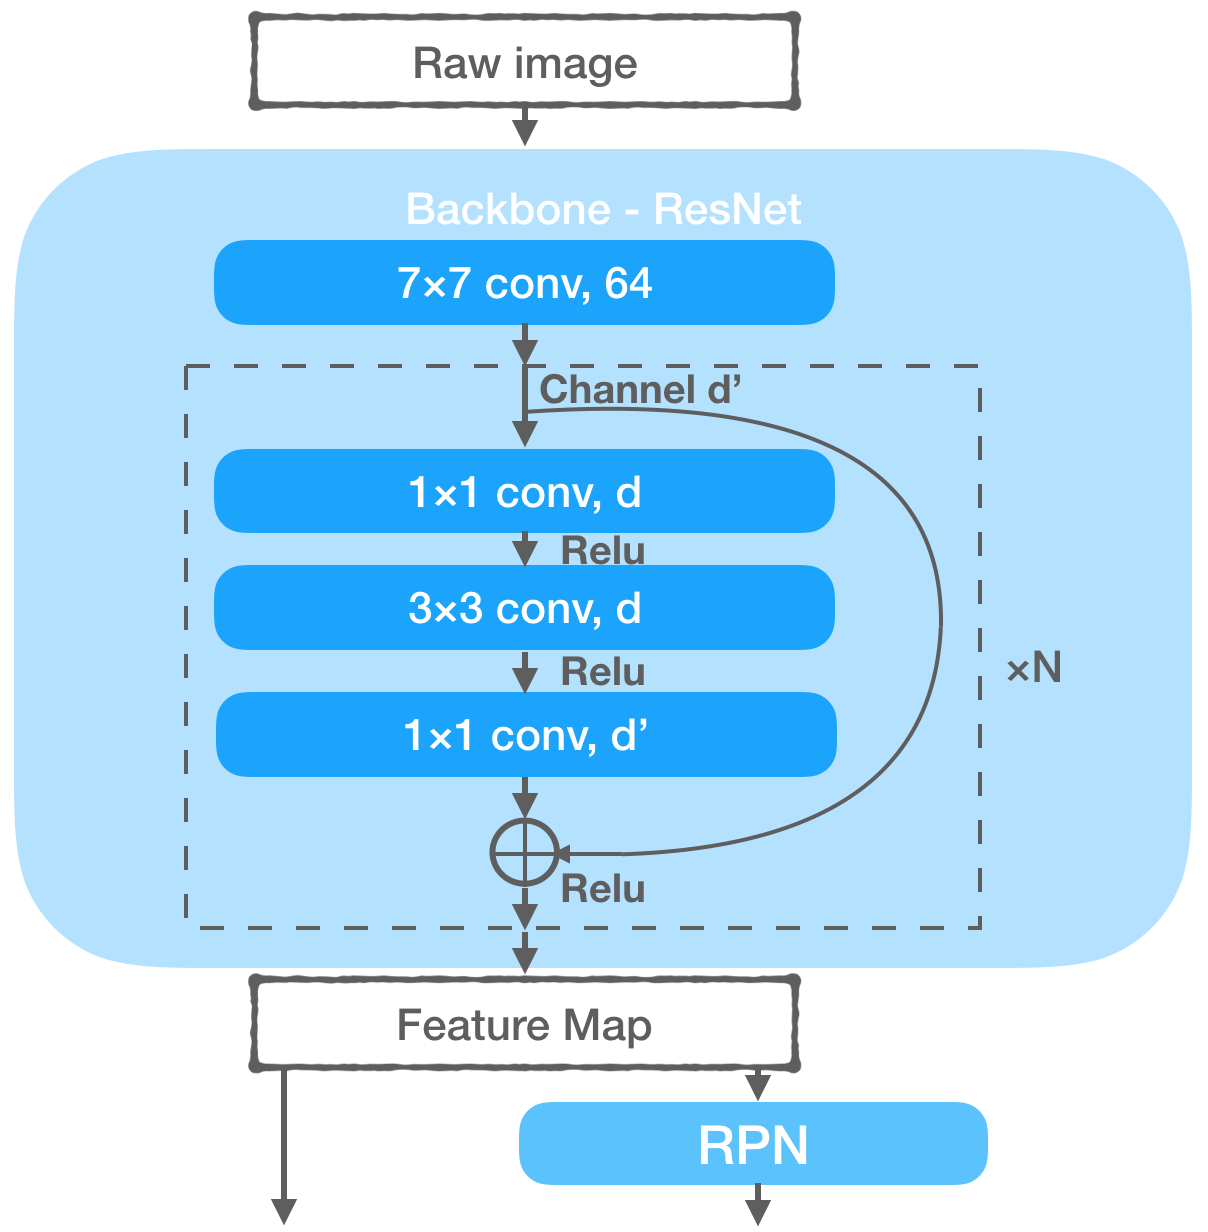 Raw image
Backbone - ResNet
7×7 conv, 64
Channel d’
1×1 conv, d
Relu
3×3 conv, d
Relu
×N
1×1 conv, d’
Relu
Feature Map
RPN